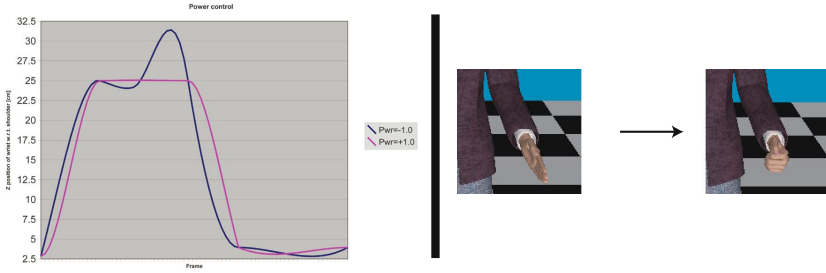 Power control
Z position of wrist w.r.t. shoulder [cm]
32.5
30
27.5
25
22.5
20
17.5
15
12.5
10
7.5
5
2.5
Frame
Pwr=-1.0
Pwr=+1.0